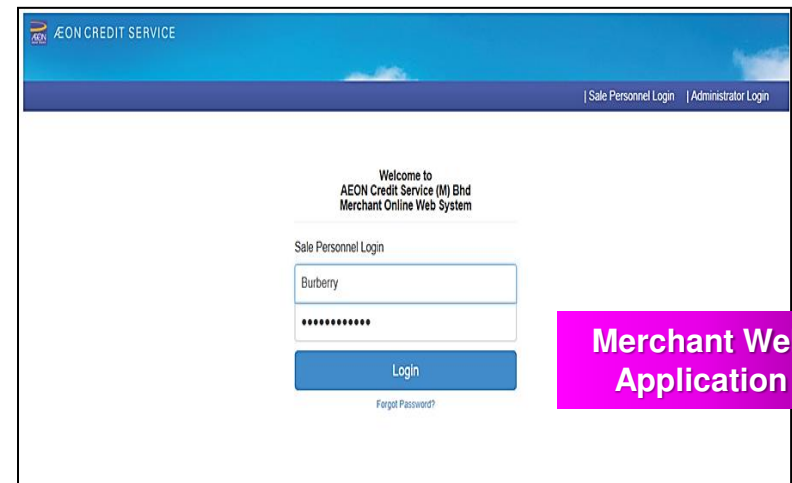 ÆON
ÆON CREDIT SERVICE
| Sale Personnel Login | Administrator Login
Welcome to
AEON Credit Service (M) Bhd
Merchant Online Web System
Sale Personnel Login
Burberry
••••••••••••
Login
Forgot Password?
Merchant We
Application